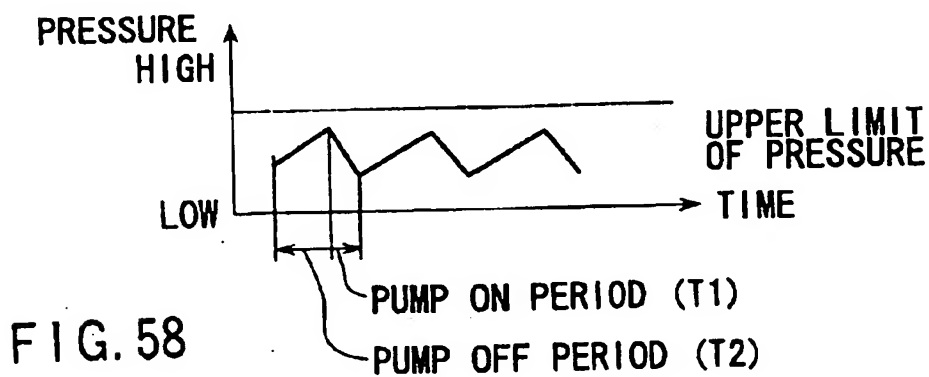 PRESSURE
HIGH
UPPER LIMIT
OF PRESSURE
LOW
TIME
PUMP ON PERIOD (T1)
PUMP OFF PERIOD (T2)
FIG. 58